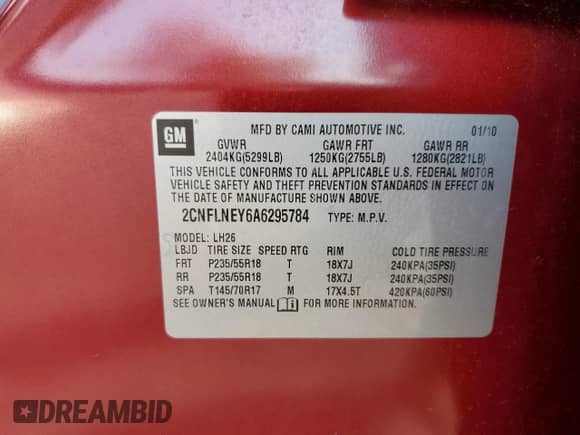 GM
MFD BY CAMI AUTOMOTIVE INC. 01/10
GVWR GAWR FRT GAWR RR
2404KG(5299LB) 1250KG(2755LB) 1280KG(2821LB)
THIS VEHICLE CONFORMS TO ALL APPLICABLE U.S. FEDERAL MOTOR
VEHICLE SAFETY AND THEFT PREVENTION STANDARDS IN EFFECT ON
THE DATE OF MANUFACTURE SHOWN ABOVE.
2CNFLNEY6A6295784 TYPE: M.P.V.
MODEL: LH26
LBJD TIRE SIZE SPEED RTG RIM COLD TIRE PRESSURE
FRT P235/55R18 T 18X7J 240KPA(35PSI)
RR P235/55R18 T 18X7J 240KPA(35PSI)
SPA T145/70R17 M 17X4.5T 420KPA(60PSI)
SEE OWNER'S MANUAL FOR MORE INFORMATION.
DREAMBID